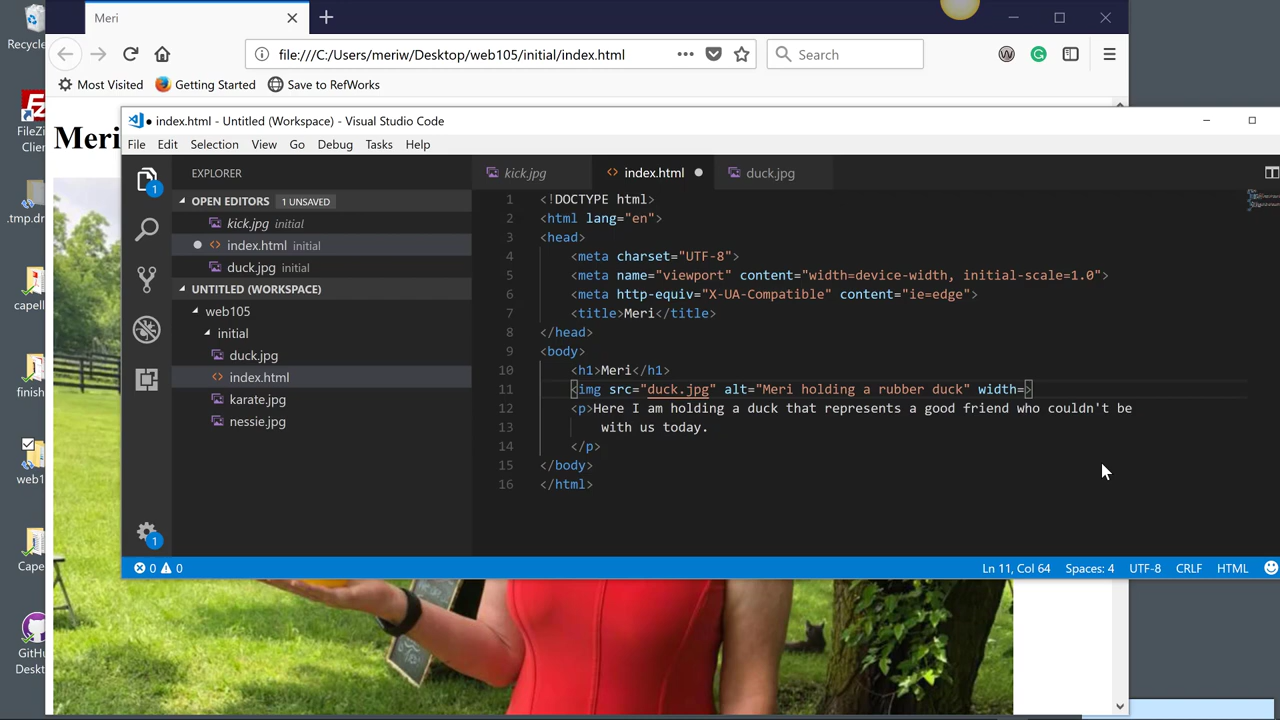 Meri
file:///C:/Users/meriw/Desktop/web105/initial/index.html
Search
Most Visited
Getting Started
Save to RefWorks
Recycle
FileZi
Clier
.tmp.dr
capell
finish
web1
Cape
GitH
Deskt
Meri
index.html - Untitled (Workspace) - Visual Studio Code
File Edit Selection View Go Debug Tasks Help
EXPLORER
OPEN EDITORS 1 UNSAVED
kick.jpg initial
index.html initial
duck.jpg initial
UNTITLED (WORKSPACE)
web105
initial
duck.jpg
index.html
karate.jpg
nessie.jpg
1
1
kick.jpg
index.html
duck.jpg
1 <!DOCTYPE html>
2 <html lang="en">
3 <head>
4 <meta charset="UTF-8">
5 <meta name="viewport" content="width=device-width, initial-scale=1.0">
6 <meta http-equiv="X-UA-Compatible" content="ie=edge">
7 <title>Meri</title>
8 </head>
9 <body>
10 <h1>Meri</h1>
11 <img src="duck.jpg" alt="Meri holding a rubber duck" width=>
12 <p>Here I am holding a duck that represents a good friend who couldn't be
13 with us today.
14 </p>
15 </body>
16 </html>
0 0
Ln 11, Col 64 Spaces: 4 UTF-8 CRLF HTML